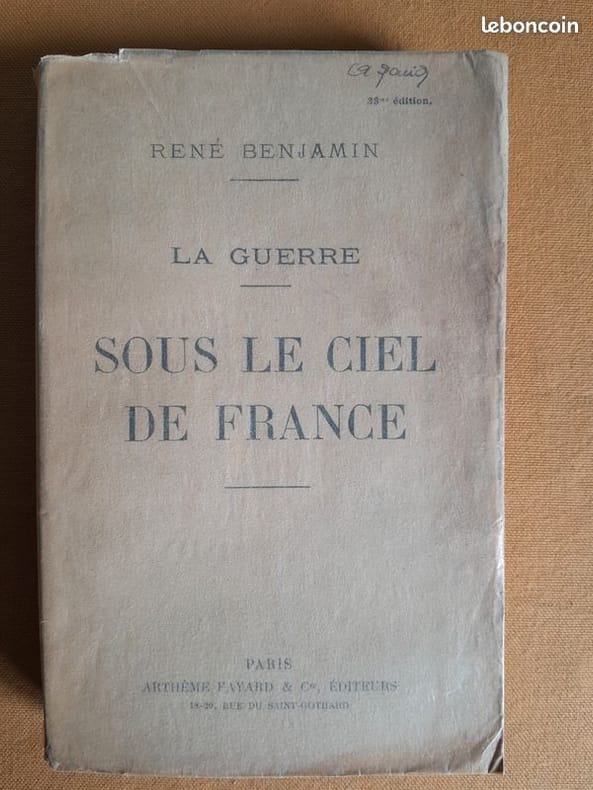 leboncoin
33me édition.
RENÉ BENJAMIN
LA GUERRE
SOUS LE CIEL
DE FRANCE
PARIS
ARTHÈME FAYARD & Cie, ÉDITEURS
18-20, RUE DU SAINT-GOTHARD